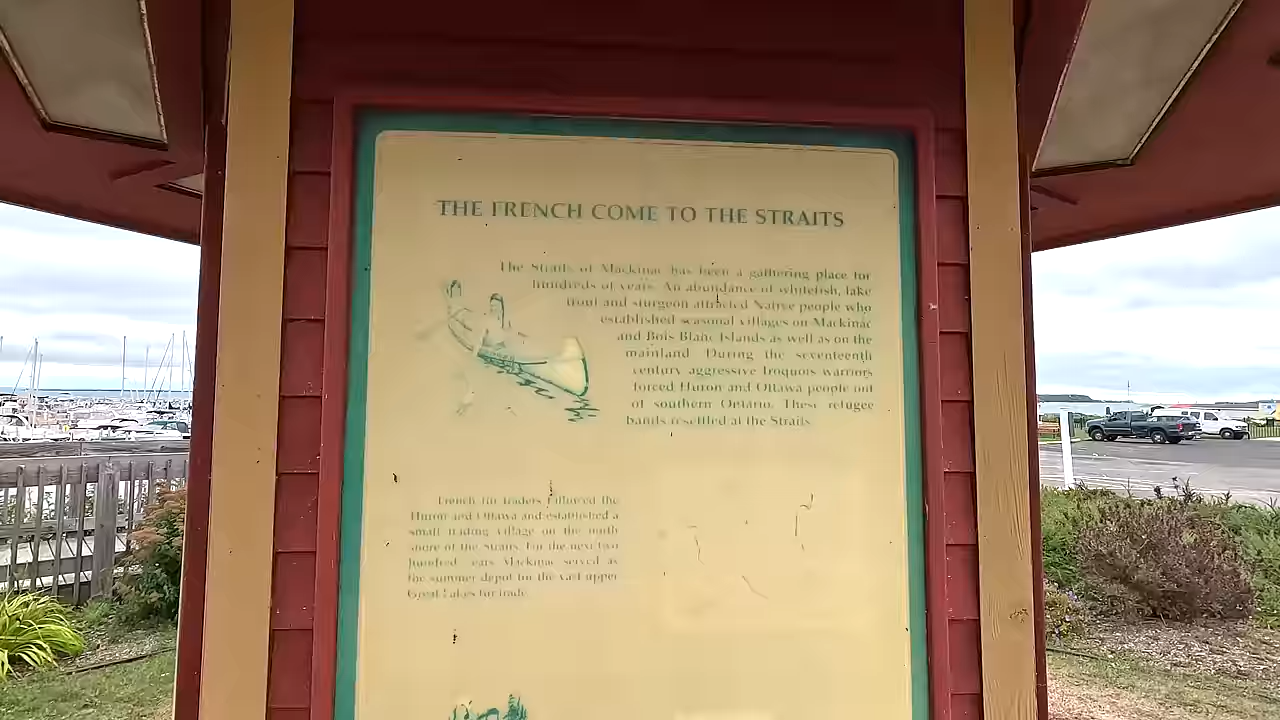 THE FRENCH COME TO THE STRAITS
The Straits of Mackinac has been a gathering place for
hundreds of years. An abundance of whitefish, lake
trout and sturgeon attracted Native people who
established seasonal villages on Mackinac
and Bois Blanc Islands as well as on the
mainland. During the seventeenth
century aggressive Iroquois warriors
forced Huron and Ottawa people out
of southern Ontario. These refugee
bands resettled at the Straits.
French fur traders followed the
Huron and Ottawa and established a
small trading village on the north
shore of the Straits. For the next two
hundred years Mackinac served as
the summer depot for the vast upper
Great Lakes fur trade.